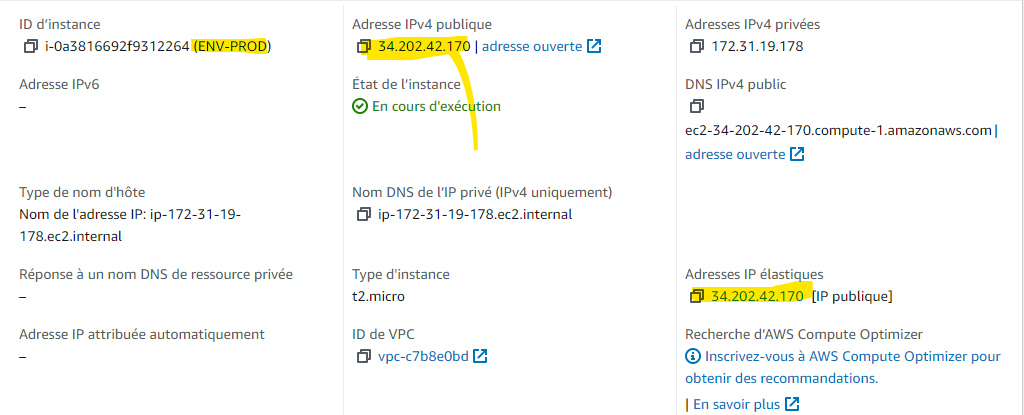 ID d'instance
i-0a3816692f9312264 (ENV-PROD)
Adresse IPv4 publique
34.202.42.170 | adresse ouverte
Adresses IPv4 privées
172.31.19.178
Adresse IPv6
–
État de l'instance
En cours d'exécution
DNS IPv4 public
ec2-34-202-42-170.compute-1.amazonaws.com |
adresse ouverte
Type de nom d'hôte
Nom de l'adresse IP: ip-172-31-19-
178.ec2.internal
Nom DNS de l'IP privé (IPv4 uniquement)
ip-172-31-19-178.ec2.internal
Réponse à un nom DNS de ressource privée
–
Type d'instance
t2.micro
Adresses IP élastiques
34.202.42.170 [IP publique]
Adresse IP attribuée automatiquement
–
ID de VPC
vpc-c7b8e0bd
Recherche d'AWS Compute Optimizer
Inscrivez-vous à AWS Compute Optimizer pour
obtenir des recommandations.
| En savoir plus